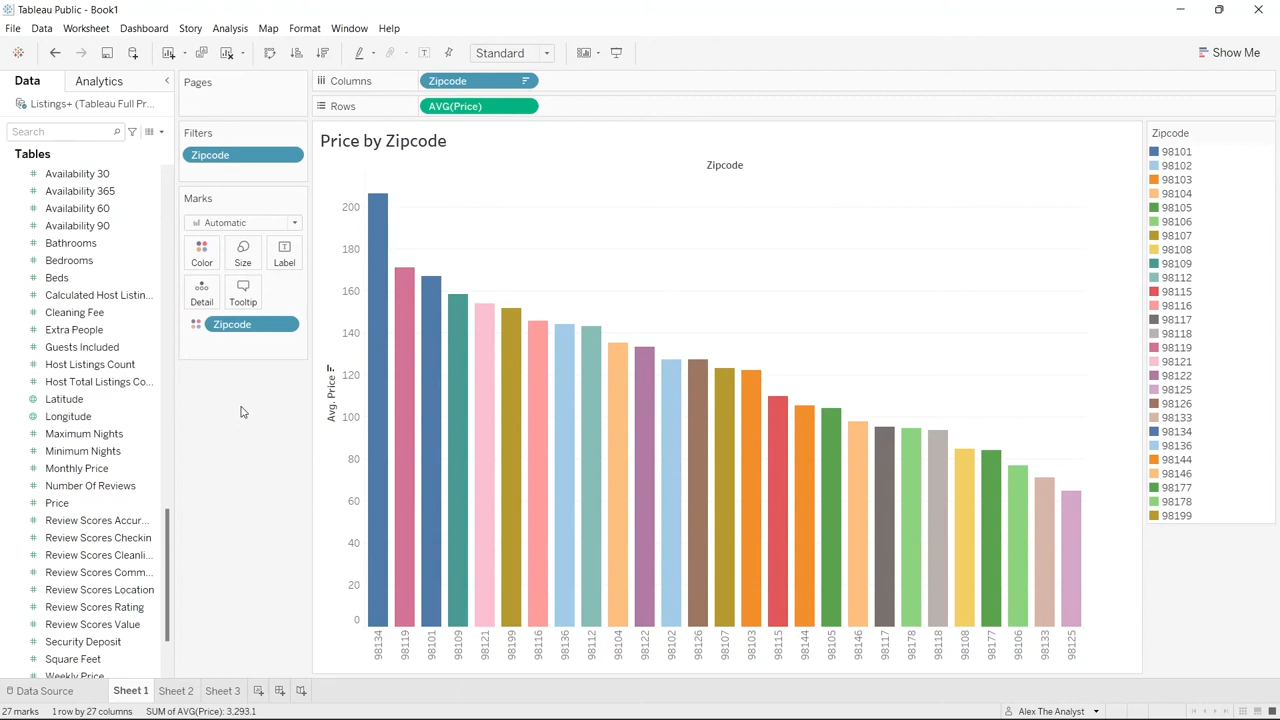 Tableau Public - Book1
File Data Worksheet Dashboard Story Analysis Map Format Window Help
Standard
Show Me
Data
Analytics
Listings+ (Tableau Full Pr...
Search
Tables
Availability 30
Availability 365
Availability 60
Availability 90
Bathrooms
Bedrooms
Beds
Calculated Host Listin...
Cleaning Fee
Extra People
Guests Included
Host Listings Count
Host Total Listings Co...
Latitude
Longitude
Maximum Nights
Minimum Nights
Monthly Price
Number Of Reviews
Price
Review Scores Accur...
Review Scores Checkin
Review Scores Cleanli...
Review Scores Comm...
Review Scores Location
Review Scores Rating
Review Scores Value
Security Deposit
Square Feet
Weekly Price
Pages
Filters
Zipcode
Marks
Automatic
Color
Size
Label
Detail
Tooltip
Zipcode
Columns
Zipcode
Rows
AVG(Price)
Price by Zipcode
Zipcode
Avg. Price
200
180
160
140
120
100
80
60
40
20
0
98134
98119
98101
98109
98121
98199
98116
98136
98112
98104
98122
98102
98126
98107
98103
98115
98144
98105
98146
98117
98178
98118
98108
98177
98106
98133
98125
Zipcode
98101
98102
98103
98104
98105
98106
98107
98108
98109
98112
98115
98116
98117
98118
98119
98121
98122
98125
98126
98133
98134
98136
98144
98146
98177
98178
98199
Data Source
Sheet 1
Sheet 2
Sheet 3
27 marks
1 row by 27 columns
SUM of AVG(Price): 3,293.1
Alex The Analyst